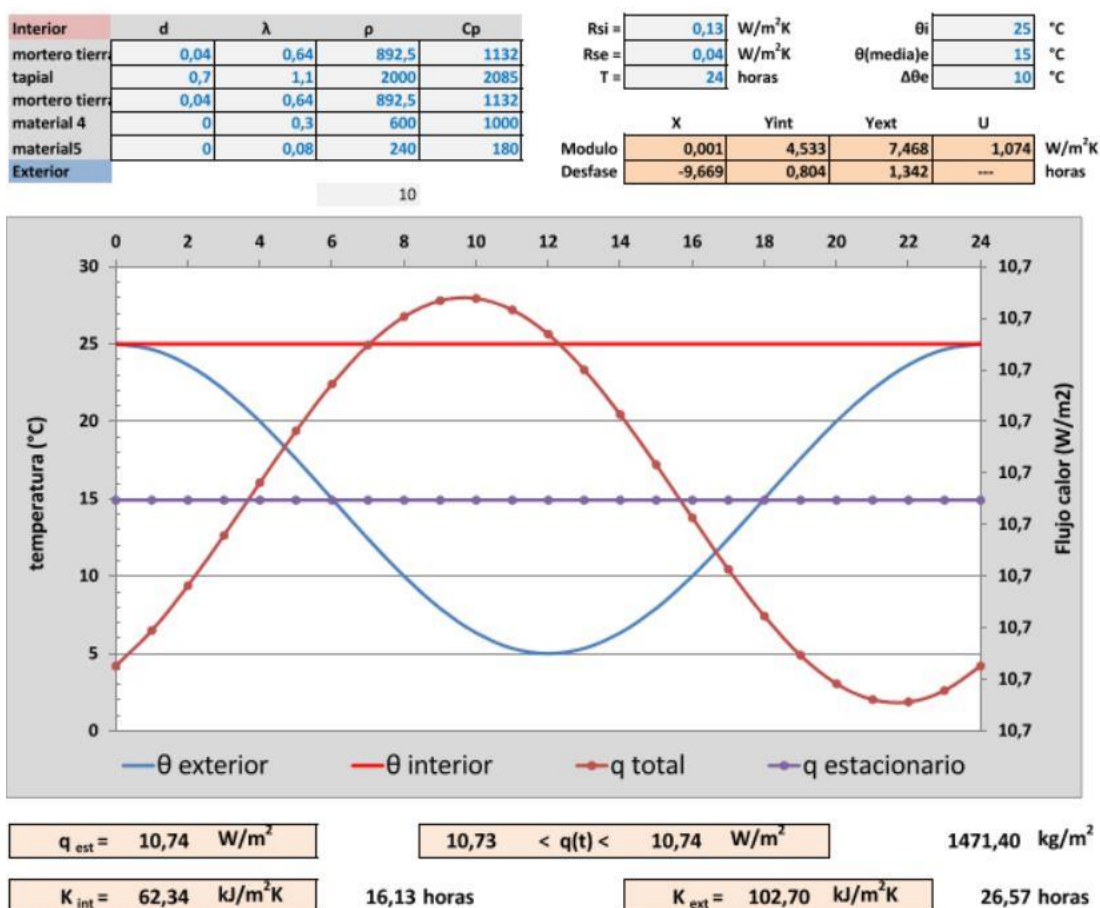 Interior d λ ρ Cp
mortero tierra 0,04 0,64 892,5 1132
tapial 0,7 1,1 2000 2085
mortero tierra 0,04 0,64 892,5 1132
material 4 0 0,3 600 1000
material5 0 0,08 240 180
Exterior
10
Rsi = 0,13 W/m²K θi 25 °C
Rse = 0,04 W/m²K θ(media)e 15 °C
T = 24 horas Δθe 10 °C
X Yint Yext U
Modulo 0,001 4,533 7,468 1,074 W/m²K
Desfase -9,669 0,804 1,342 --- horas
0 2 4 6 8 10 12 14 16 18 20 22 24
30
25
20
15
10
5
0
temperatura (°C)
10,7
10,7
10,7
10,7
10,7
10,7
10,7
10,7
10,7
10,7
Flujo calor (W/m2)
θ exterior θ interior q total q estacionario
q est = 10,74 W/m² 10,73 < q(t) < 10,74 W/m² 1471,40 kg/m²
K int = 62,34 kJ/m²K 16,13 horas K ext = 102,70 kJ/m²K 26,57 horas